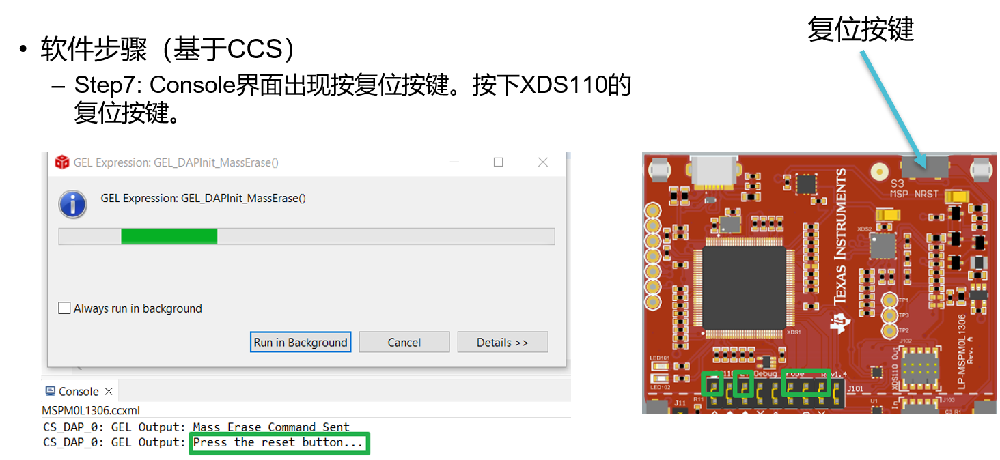 复位按键
• 软件步骤（基于CCS）
– Step7: Console界面出现按复位按键。按下XDS110的
复位按键。
GEL Expression: GEL_DAPInit_MassErase()
GEL Expression: GEL_DAPInit_MassErase()
Always run in background
Run in Background
Cancel
Details >>
Console
MSPM0L1306.ccxml
CS_DAP_0: GEL Output: Mass Erase Command Sent
CS_DAP_0: GEL Output: Press the reset button...
S3
MSP NRST
TEXAS INSTRUMENTS
XDS2
XDS1
TP1
TP3
TP2
J102
LP-MSPM0L1306
Rev. A
XDS110 Out
In
LED101
LED102
Debug
Rev1.4
J101
J11
R11
U1
J103
C3 R1